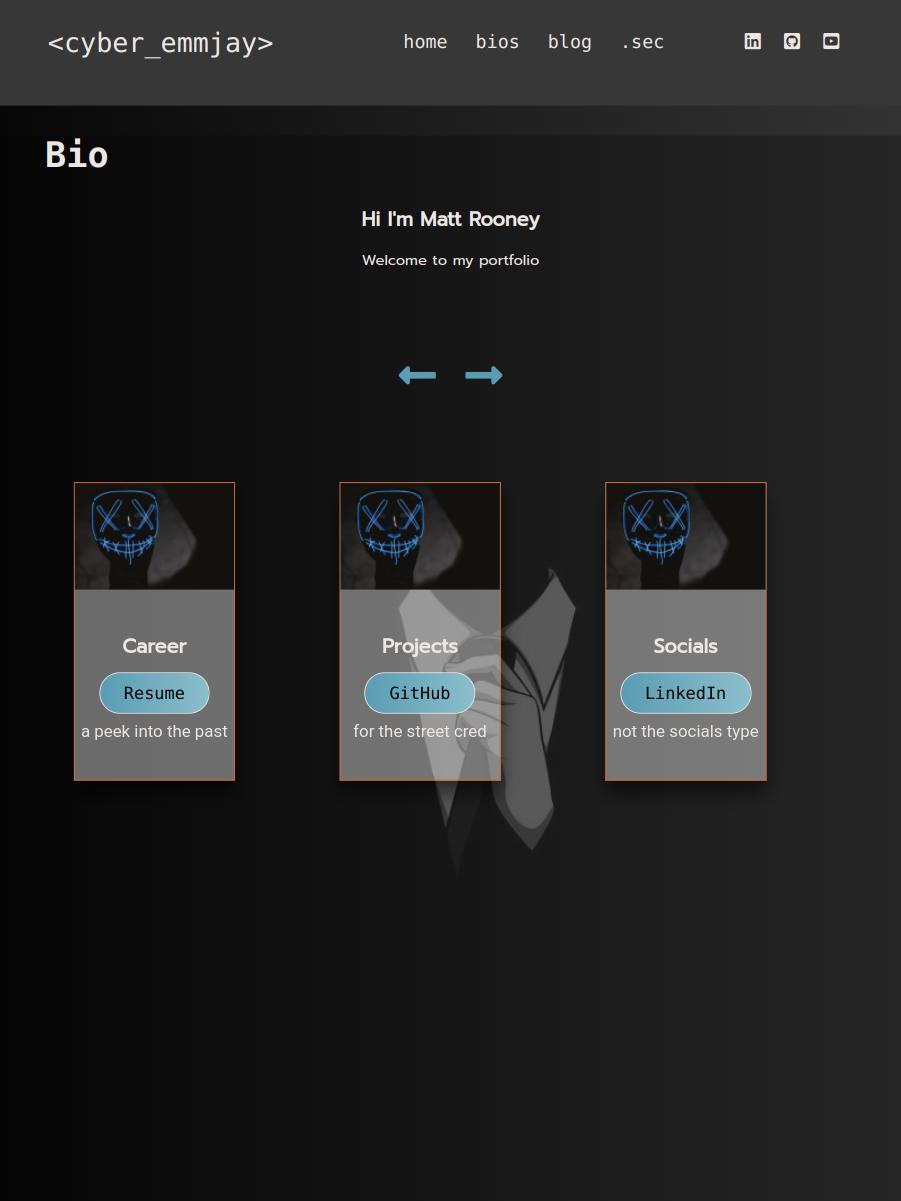 <cyber_emmjay>
home bios blog .sec
Bio
Hi I'm Matt Rooney
Welcome to my portfolio
Career
Resume
a peek into the past
Projects
GitHub
for the street cred
Socials
LinkedIn
not the socials type